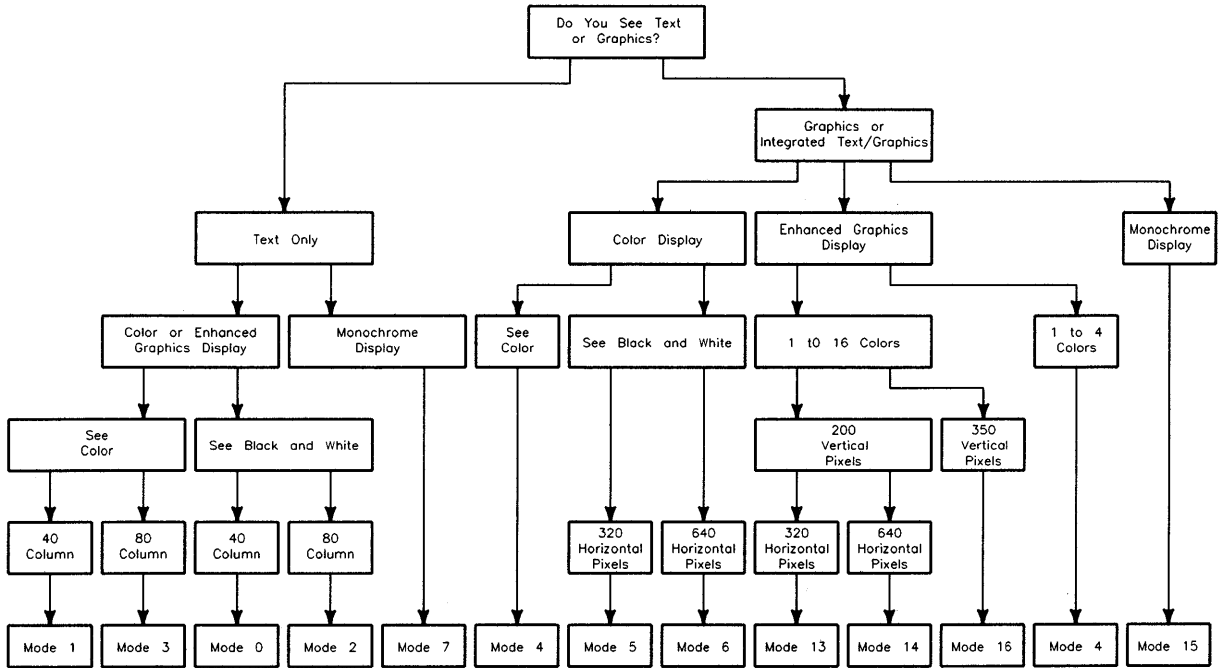 Do You See Text
or Graphics?
Graphics or
Integrated Text/Graphics
Text Only
Color Display
Enhanced Graphics
Display
Monochrome
Display
Color or Enhanced
Graphics Display
Monochrome
Display
See
Color
See Black and White
1 t0 16 Colors
1 to 4
Colors
See
Color
See Black and White
200
Vertical
Pixels
350
Vertical
Pixels
40
Column
80
Column
40
Column
80
Column
320
Horizontal
Pixels
640
Horizontal
Pixels
320
Horizontal
Pixels
640
Horizontal
Pixels
Mode 1
Mode 3
Mode 0
Mode 2
Mode 7
Mode 4
Mode 5
Mode 6
Mode 13
Mode 14
Mode 16
Mode 4
Mode 15